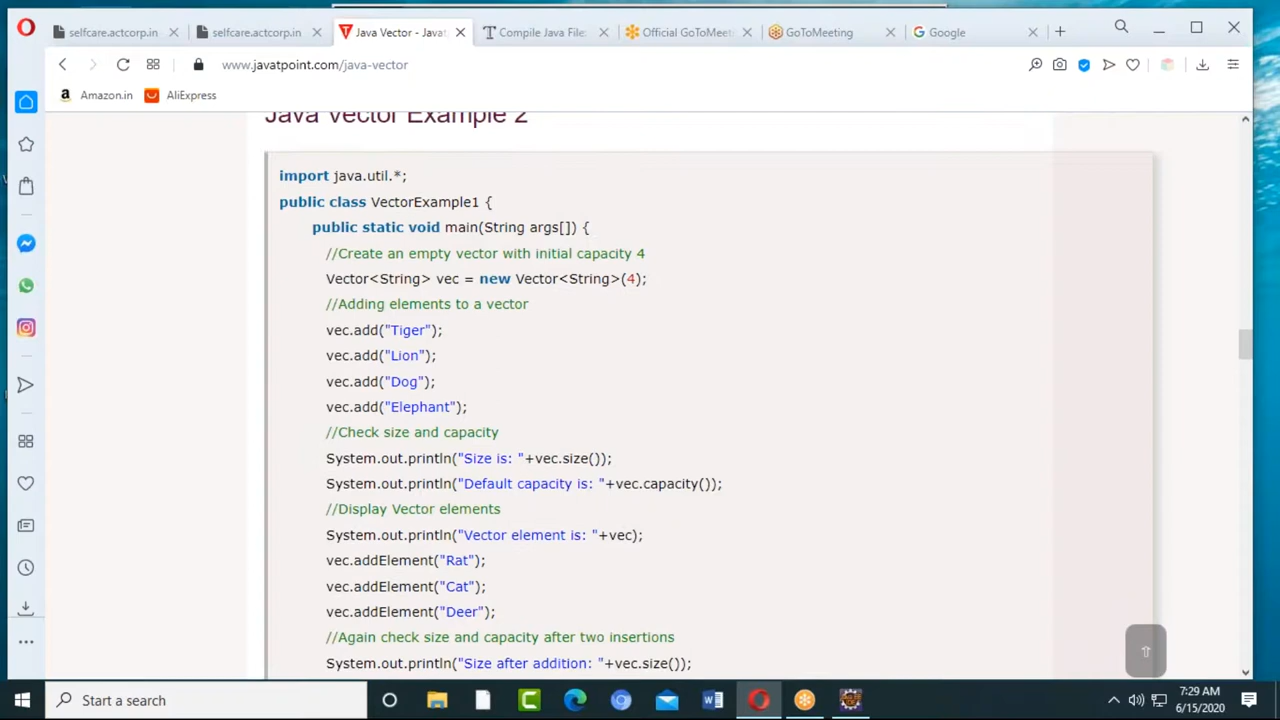 selfcare.actcorp.in
selfcare.actcorp.in
Java Vector - Javat
Compile Java File
Official GoToMeet
GoToMeeting
Google
www.javatpoint.com/java-vector
Amazon.in
AliExpress
Java Vector Example 2
import java.util.*;
public class VectorExample1 {
public static void main(String args[]) {
//Create an empty vector with initial capacity 4
Vector<String> vec = new Vector<String>(4);
//Adding elements to a vector
vec.add("Tiger");
vec.add("Lion");
vec.add("Dog");
vec.add("Elephant");
//Check size and capacity
System.out.println("Size is: "+vec.size());
System.out.println("Default capacity is: "+vec.capacity());
//Display Vector elements
System.out.println("Vector element is: "+vec);
vec.addElement("Rat");
vec.addElement("Cat");
vec.addElement("Deer");
//Again check size and capacity after two insertions
System.out.println("Size after addition: "+vec.size());
Start a search
7:29 AM
6/15/2020